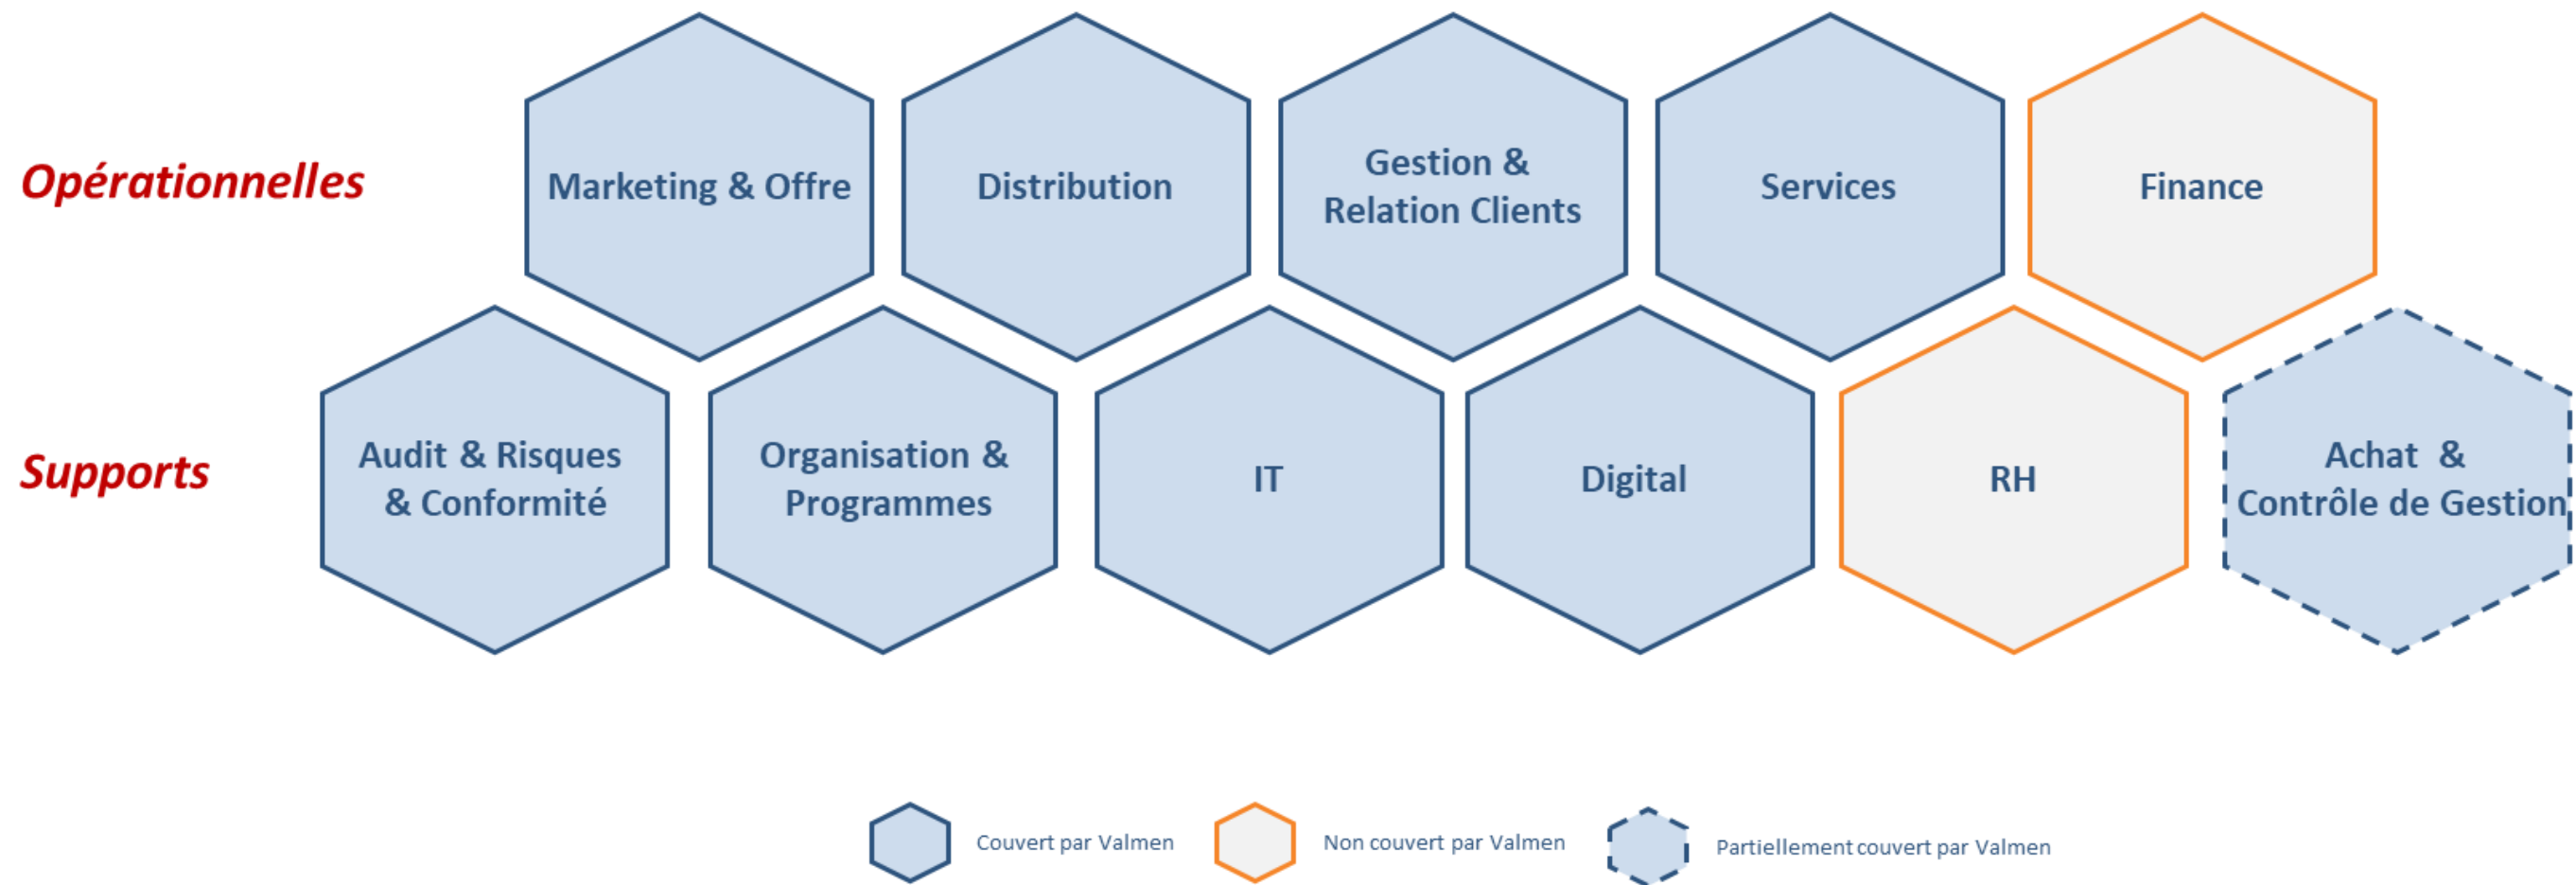 Opérationnelles
Marketing & Offre
Distribution
Gestion &
Relation Clients
Services
Finance
Supports
Audit & Risques
& Conformité
Organisation &
Programmes
IT
Digital
RH
Achat &
Contrôle de Gestion
Couvert par Valmen
Non couvert par Valmen
Partiellement couvert par Valmen